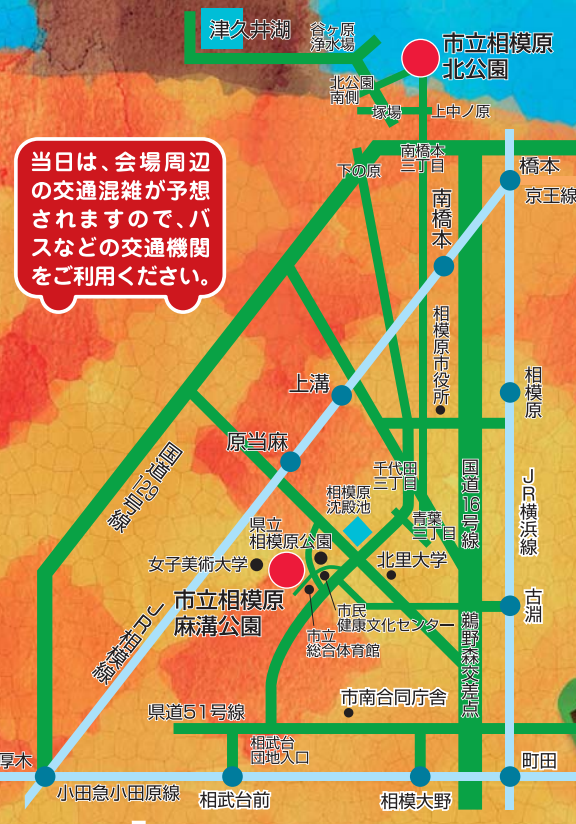 津久井湖
谷ヶ原
浄水場
市立相模原
北公園
北公園
南側
塚場
上中ノ原
南橋本
三丁目
下の原
橋本
京王線
当日は、会場周辺
の交通混雑が予想
されますので、バ
スなどの交通機関
をご利用ください。
南橋本
相模原市役所
相模原
上溝
原当麻
国道129号線
千代田
三丁目
国道16号線
JR横浜線
相模原
沈殿池
青葉
三丁目
県立
相模原公園
女子美術大学
北里大学
市立相模原
麻溝公園
市民
健康文化センター
古淵
市立
総合体育館
鵜野森交差点
JR相模線
市南合同庁舎
県道51号線
相武台
団地入口
厚木
町田
小田急小田原線
相武台前
相模大野